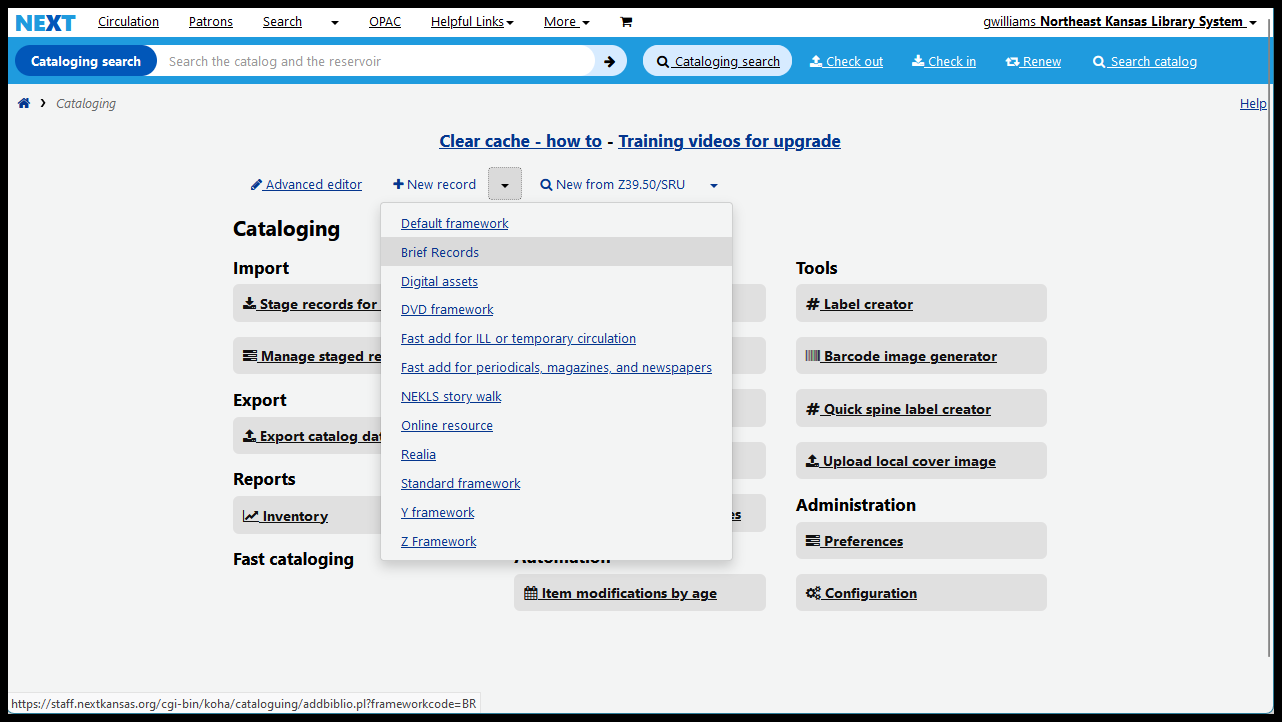 NEXT Circulation Patrons Search OPAC Helpful Links More qwilliams Northeast Kansas Library System
Cataloging search Search the catalog and the reservoir Cataloging search Check out Check in Renew Search catalog
Cataloging Help
Clear cache - how to - Training videos for upgrade
Advanced editor New record New from Z39.50/SRU
Default framework
Brief Records
Digital assets
DVD framework
Fast add for ILL or temporary circulation
Fast add for periodicals, magazines, and newspapers
NEKLS story walk
Online resource
Realia
Standard framework
Y framework
Z Framework
Cataloging
Import
Stage records for
Manage staged re
Export
Export catalog dat
Reports
Inventory
Fast cataloging
es
Automation
Item modifications by age
Tools
Label creator
Barcode image generator
Quick spine label creator
Upload local cover image
Administration
Preferences
Configuration
https://staff.nextkansas.org/cgi-bin/koha/cataloguing/addbiblio.pl?frameworkcode=BR